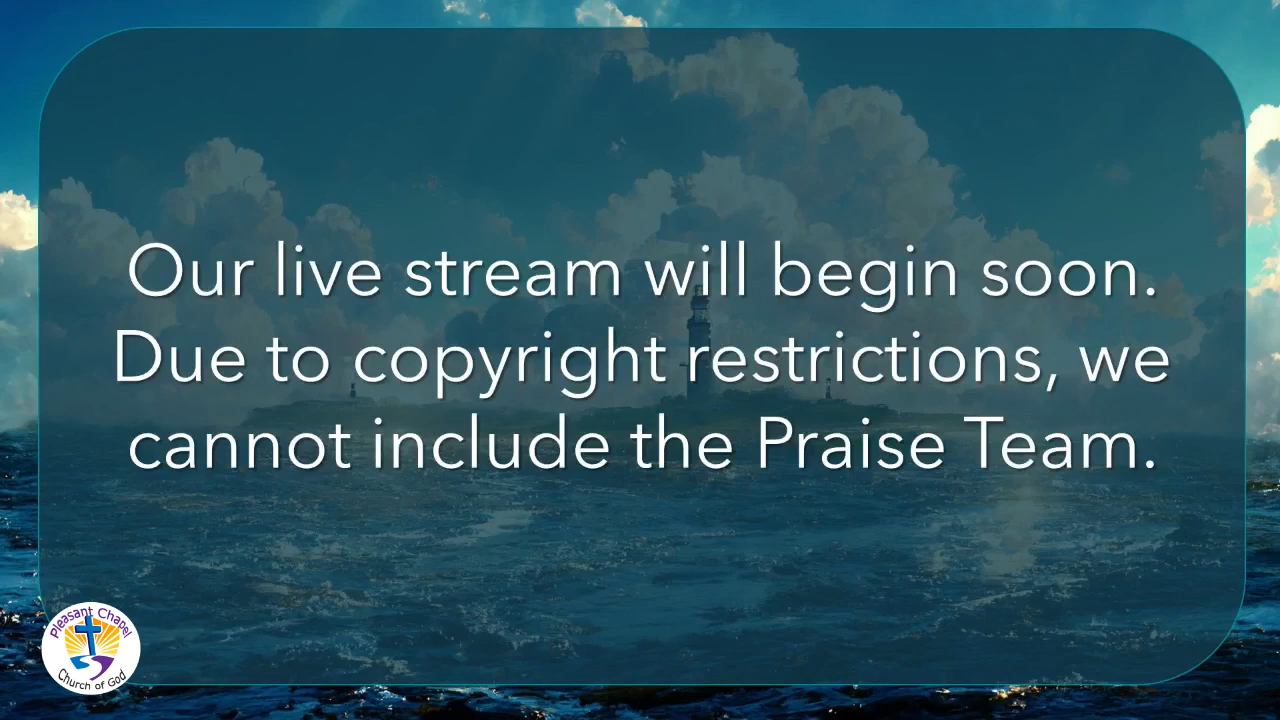 Our live stream will begin soon.
Due to copyright restrictions, we
cannot include the Praise Team.
Pleasant Chapel
Church of God